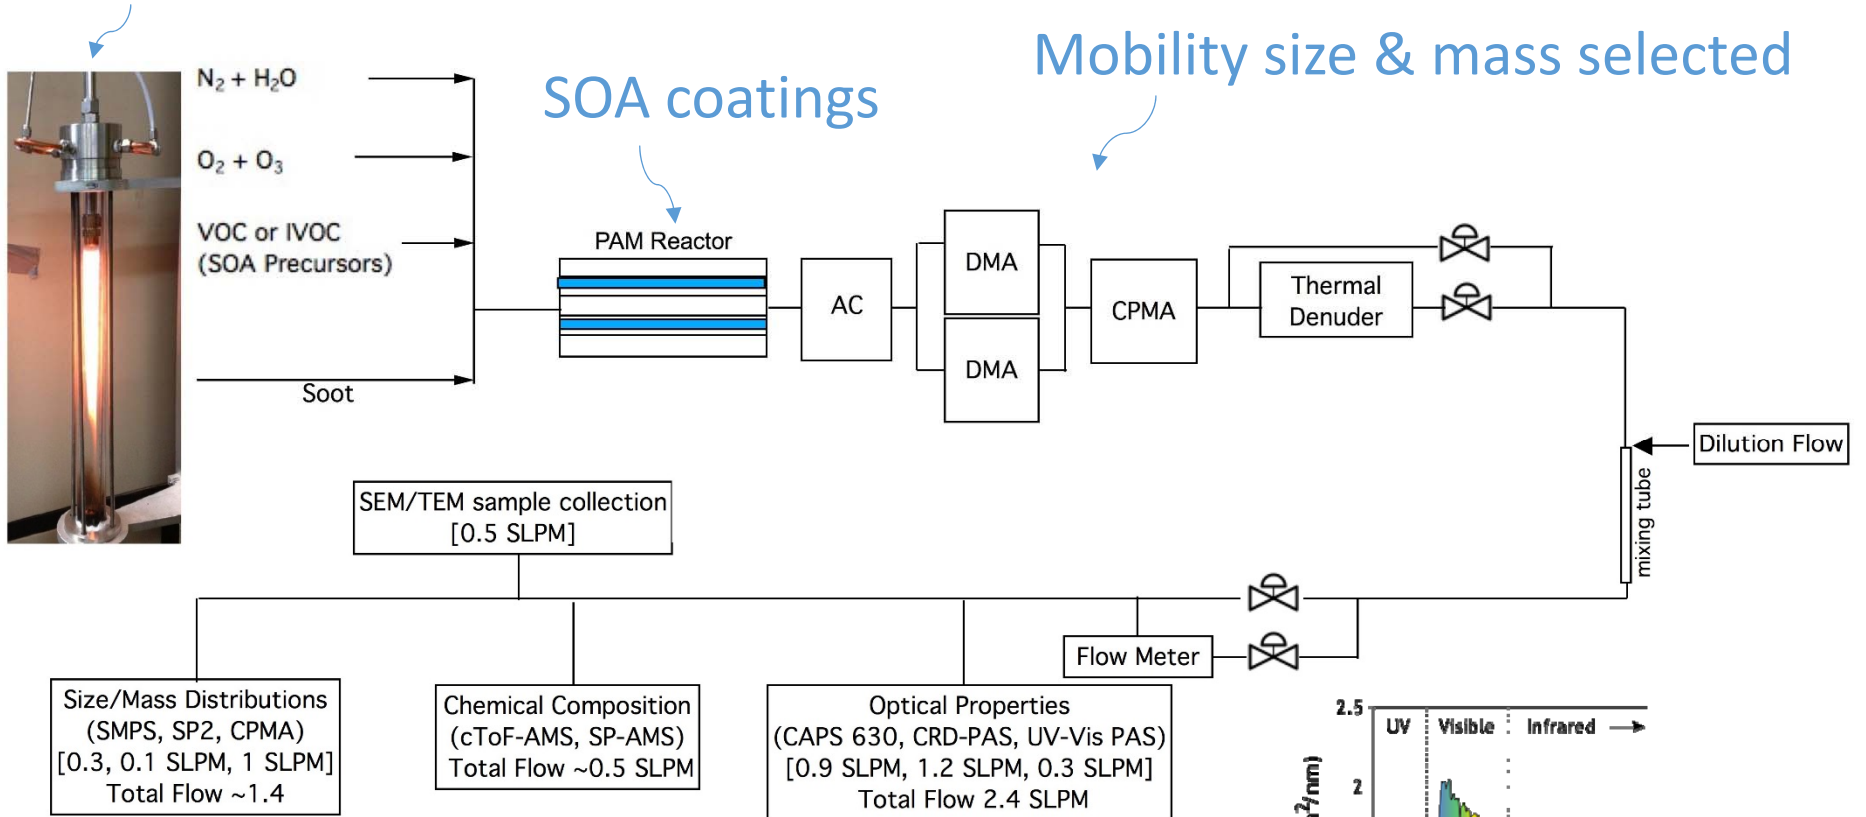 Mobility size & mass selected
SOA coatings
N₂ + H₂O
O₂ + O₃
VOC or IVOC
(SOA Precursors)
Soot
PAM Reactor
AC
DMA
DMA
CPMA
Thermal
Denuder
Dilution Flow
mixing tube
SEM/TEM sample collection
[0.5 SLPM]
Flow Meter
Size/Mass Distributions
(SMPS, SP2, CPMA)
[0.3, 0.1 SLPM, 1 SLPM]
Total Flow ~1.4
Chemical Composition
(cToF-AMS, SP-AMS)
Total Flow ~0.5 SLPM
Optical Properties
(CAPS 630, CRD-PAS, UV-Vis PAS)
[0.9 SLPM, 1.2 SLPM, 0.3 SLPM]
Total Flow 2.4 SLPM
2.5
UV Visible Infrared
2